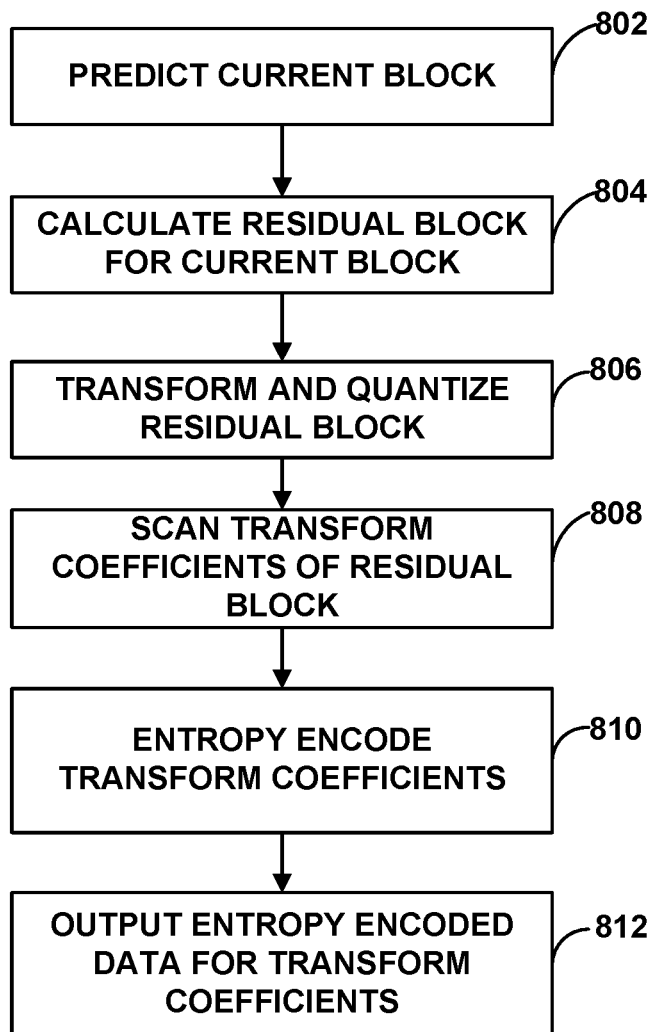 802
PREDICT CURRENT BLOCK
804
CALCULATE RESIDUAL BLOCK
FOR CURRENT BLOCK
806
TRANSFORM AND QUANTIZE
RESIDUAL BLOCK
808
SCAN TRANSFORM
COEFFICIENTS OF RESIDUAL
BLOCK
810
ENTROPY ENCODE
TRANSFORM COEFFICIENTS
812
OUTPUT ENTROPY ENCODED
DATA FOR TRANSFORM
COEFFICIENTS